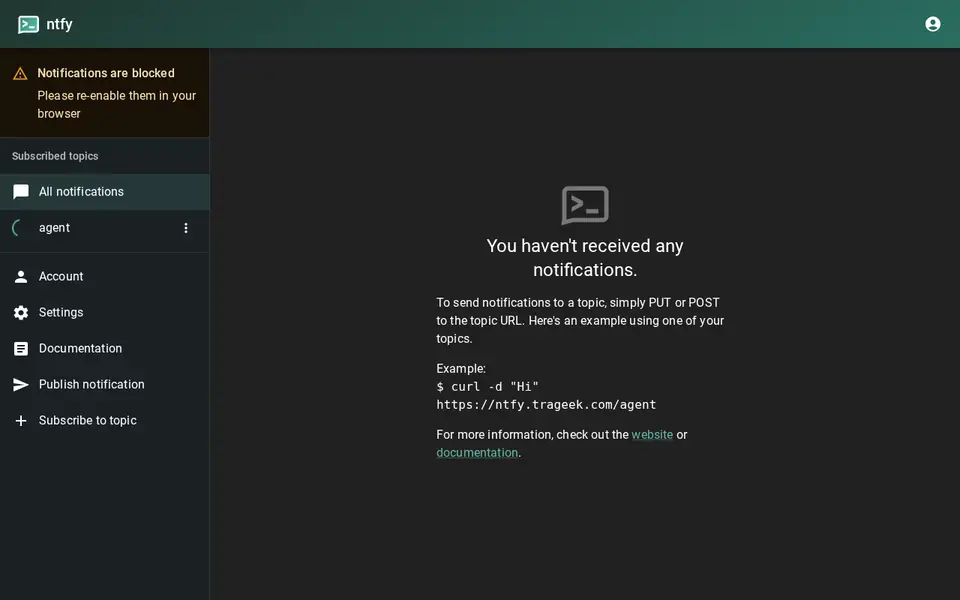 ntfy
Notifications are blocked
Please re-enable them in your
browser
Subscribed topics
All notifications
agent
Account
Settings
Documentation
Publish notification
Subscribe to topic
You haven't received any
notifications.
To send notifications to a topic, simply PUT or POST
to the topic URL. Here's an example using one of your
topics.
Example:
$ curl -d "Hi"
https://ntfy.trageek.com/agent
For more information, check out the website or
documentation.